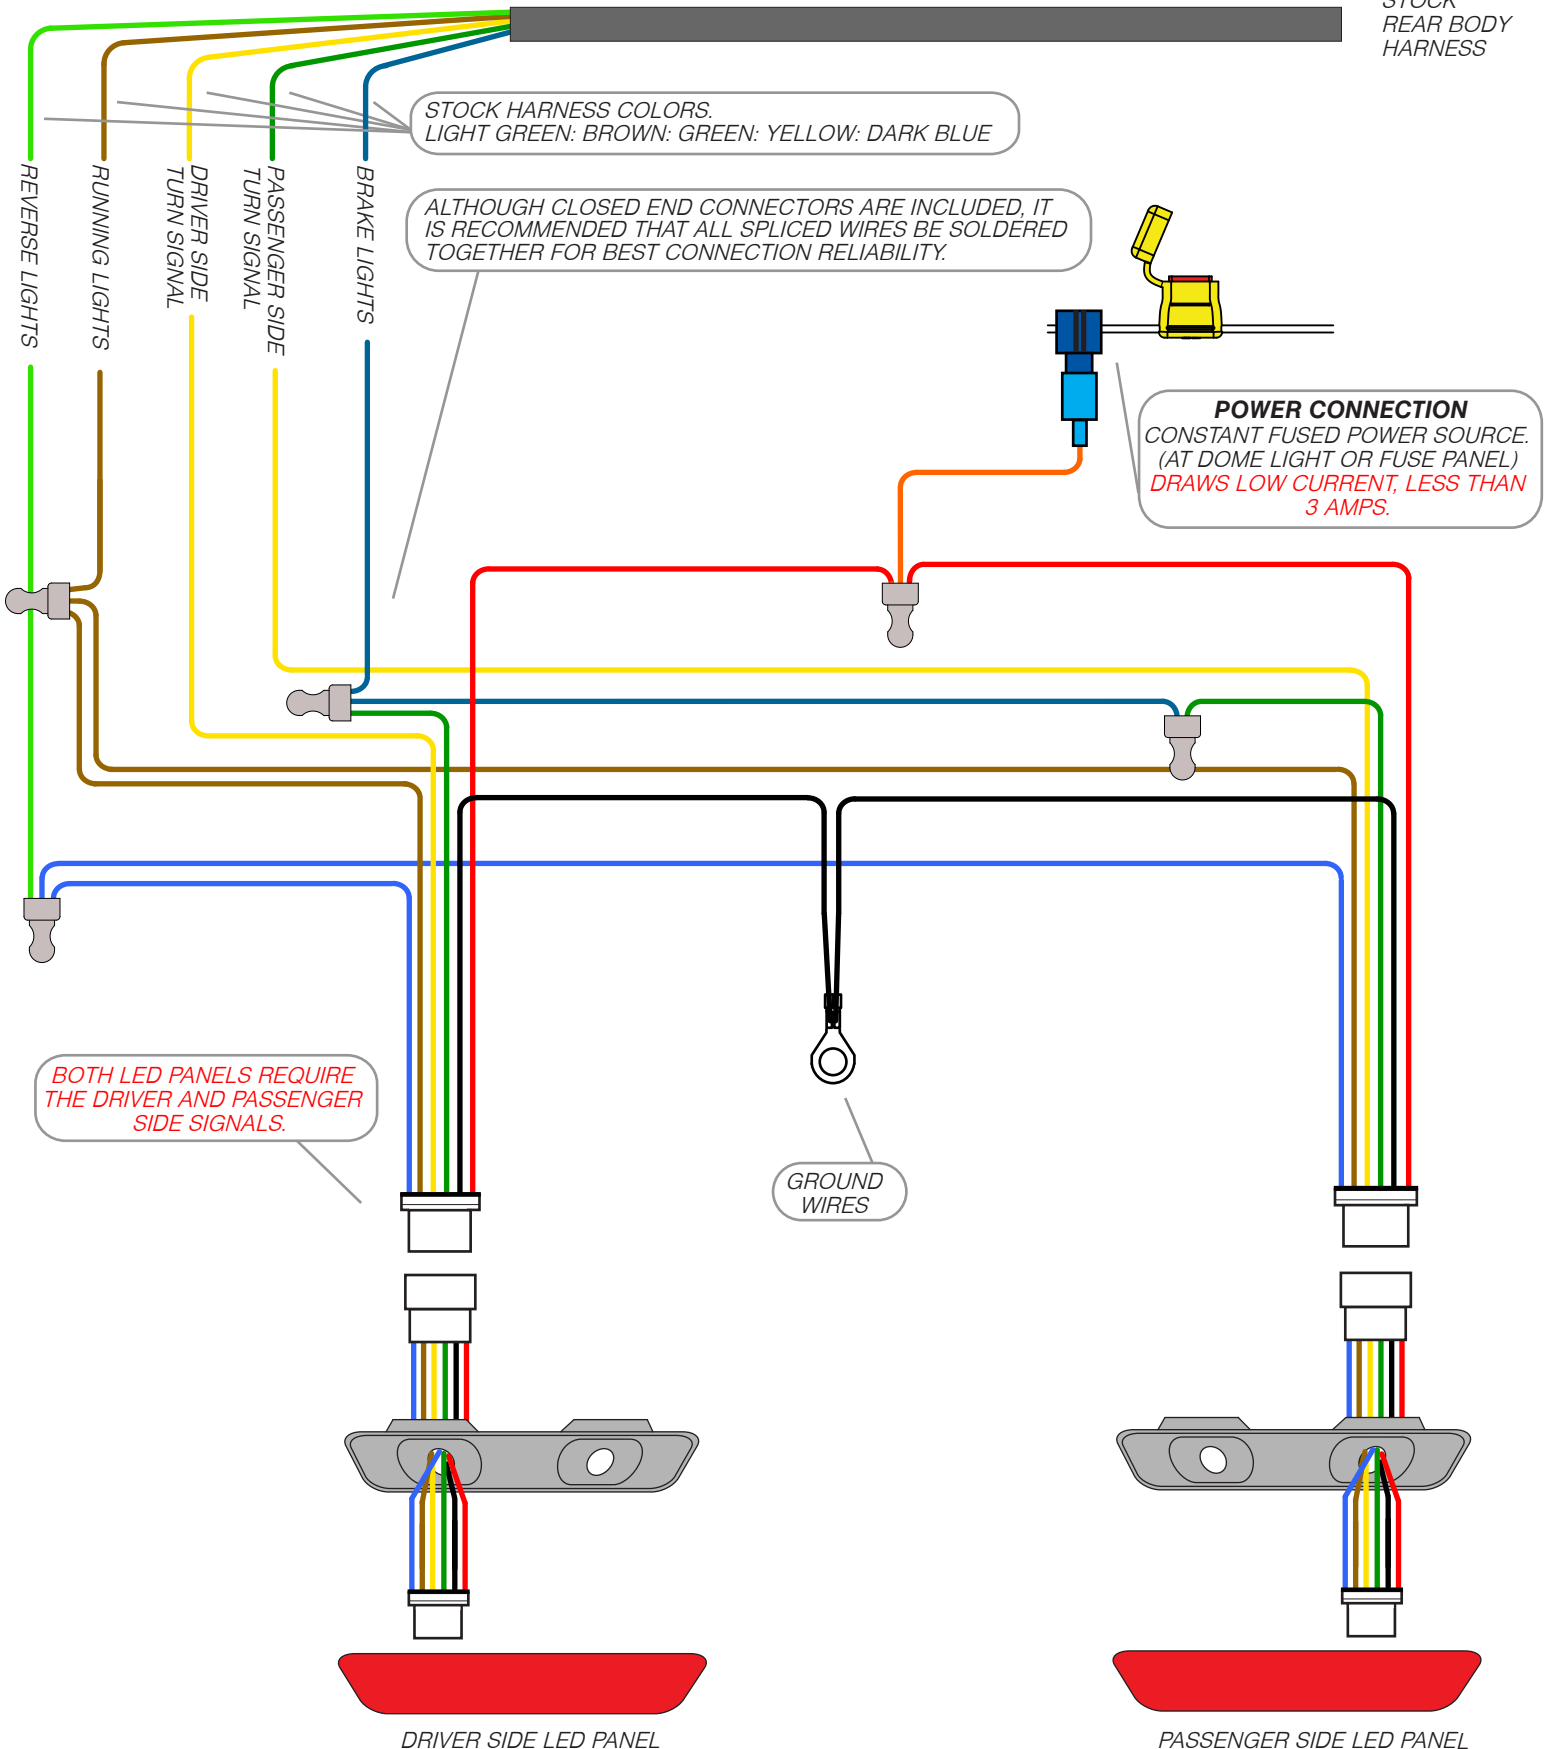 STOCK
REAR BODY
HARNESS
STOCK HARNESS COLORS.
LIGHT GREEN: BROWN: GREEN: YELLOW: DARK BLUE
REVERSE LIGHTS
RUNNING LIGHTS
DRIVER SIDE
TURN SIGNAL
PASSENGER SIDE
TURN SIGNAL
BRAKE LIGHTS
ALTHOUGH CLOSED END CONNECTORS ARE INCLUDED, IT
IS RECOMMENDED THAT ALL SPLICED WIRES BE SOLDERED
TOGETHER FOR BEST CONNECTION RELIABILITY.
POWER CONNECTION
CONSTANT FUSED POWER SOURCE.
(AT DOME LIGHT OR FUSE PANEL)
DRAWS LOW CURRENT, LESS THAN
3 AMPS.
BOTH LED PANELS REQUIRE
THE DRIVER AND PASSENGER
SIDE SIGNALS.
GROUND
WIRES
DRIVER SIDE LED PANEL
PASSENGER SIDE LED PANEL